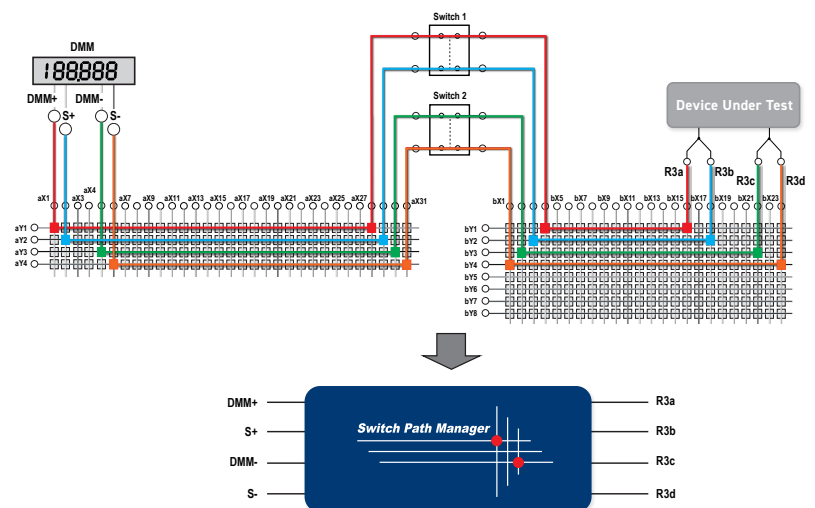 Switch 1
DMM
188.888
DMM+
DMM-
S+
S-
Switch 2
Device Under Test
R3a
R3b
R3c
R3d
aX1
aX3
aX4
aX7
aX9
aX11
aX13
aX15
aX17
aX19
aX21
aX23
aX25
aX27
aX31
bX1
bX5
bX7
bX9
bX11
bX13
bX15
bX17
bX19
bX21
bX23
aY1
aY2
aY3
aY4
bY1
bY2
bY3
bY4
bY5
bY6
bY7
bY8
DMM+
S+
DMM-
S-
Switch Path Manager
R3a
R3b
R3c
R3d